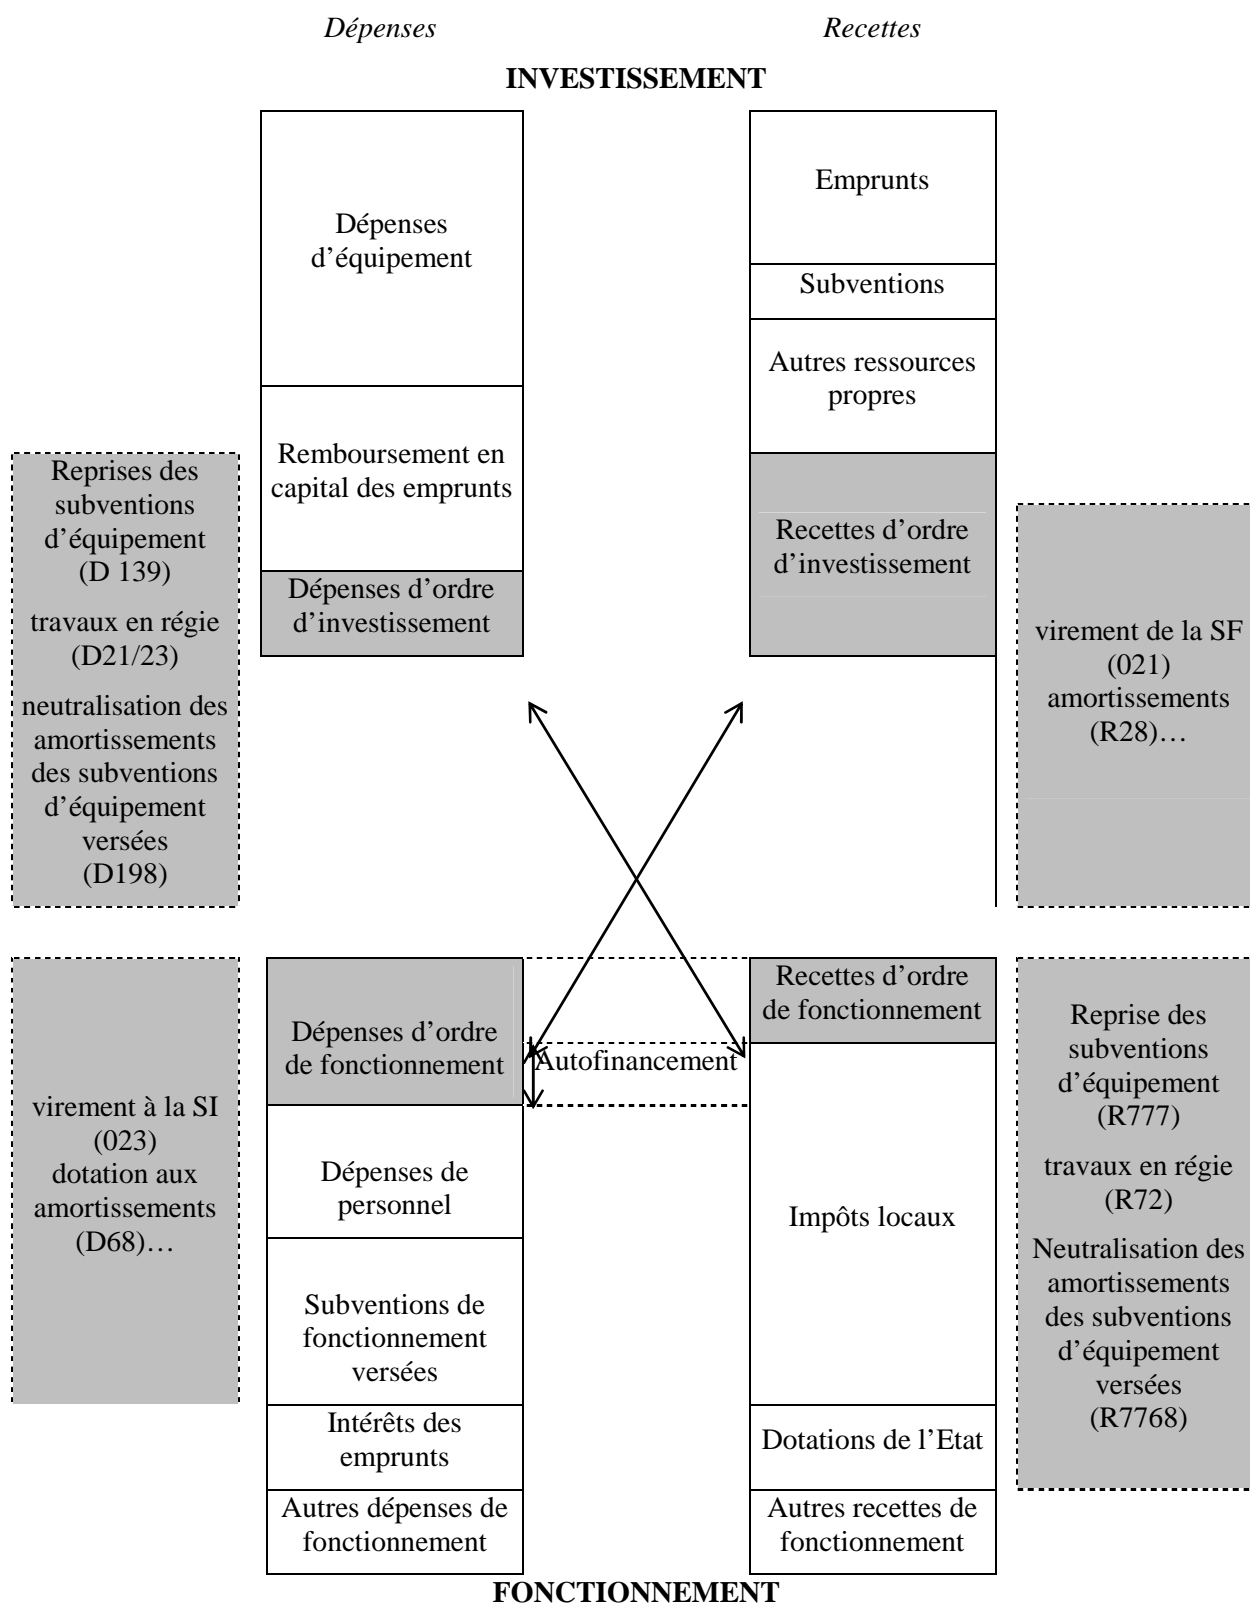 Dépenses
Recettes
INVESTISSEMENT
Dépenses
d’équipement
Remboursement en
capital des emprunts
Dépenses d’ordre
d’investissement
Emprunts
Subventions
Autres ressources
propres
Recettes d’ordre
d’investissement
Reprises des
subventions
d’équipement
(D 139)
travaux en régie
(D21/23)
neutralisation des
amortissements
des subventions
d’équipement
versées
(D198)
virement de la SF
(021)
amortissements
(R28)…
virement à la SI
(023)
dotation aux
amortissements
(D68)…
Dépenses d’ordre
de fonctionnement
Dépenses de
personnel
Subventions de
fonctionnement
versées
Intérêts des
emprunts
Autres dépenses de
fonctionnement
Autofinancement
Recettes d’ordre
de fonctionnement
Impôts locaux
Dotations de l’Etat
Autres recettes de
fonctionnement
Reprise des
subventions
d’équipement
(R777)
travaux en régie
(R72)
Neutralisation des
amortissements
des subventions
d’équipement
versées
(R7768)
FONCTIONNEMENT